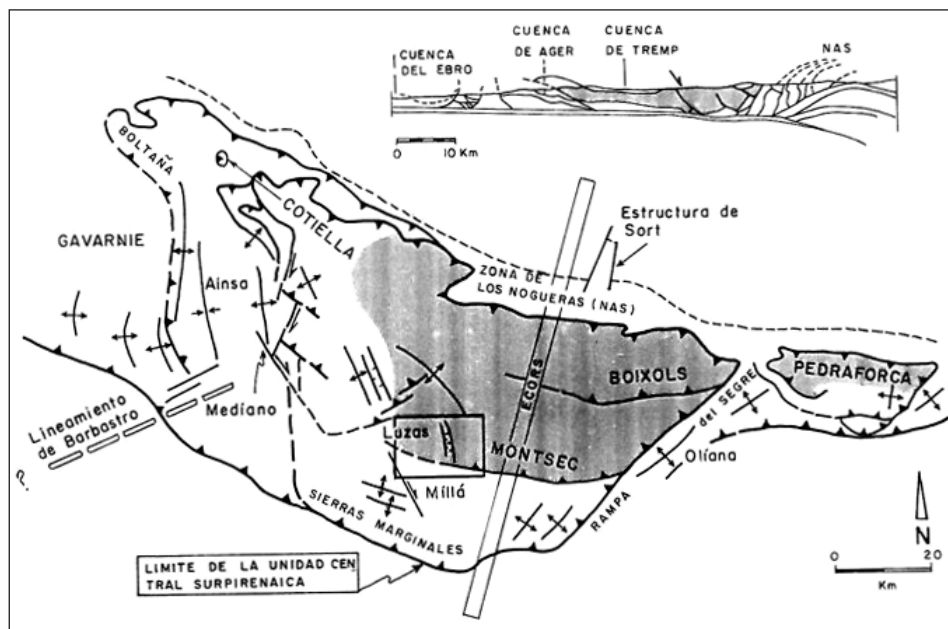 CUENCA
DEL EBRO
CUENCA
DE AGER
CUENCA
DE TREMP
NAS
0 10 Km
BOLTAÑA
GAVARNIE
COTIELLA
Ainsa
Estructura de
Sort
ZONA DE
LOS NOGUERAS (NAS)
ECORS
BOIXOLS
PEDRAFORCA
Lineamiento
de Barbastro
?
Mediano
Luzas
MONTSEC
Millá
RAMPA del SEGRE
Oliana
SIERRAS MARGINALES
LIMITE DE LA UNIDAD CEN
TRAL SURPIRENAICA
N
0 20
Km